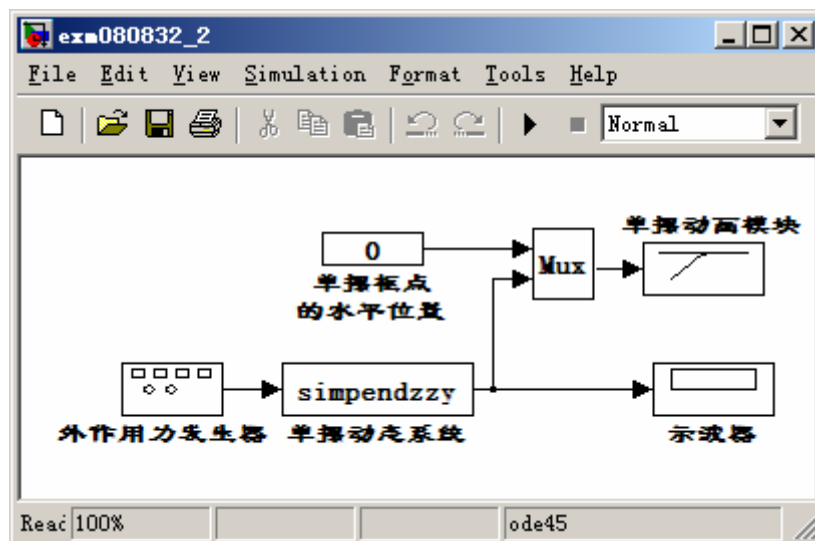 exm080832_2
File Edit View Simulation Format Tools Help
Normal
单摆动画模块
0
Mux
单摆枢点
的水平位置
simpendzzy
外作用力发生器 单摆动态系统 示波器
100% ode45